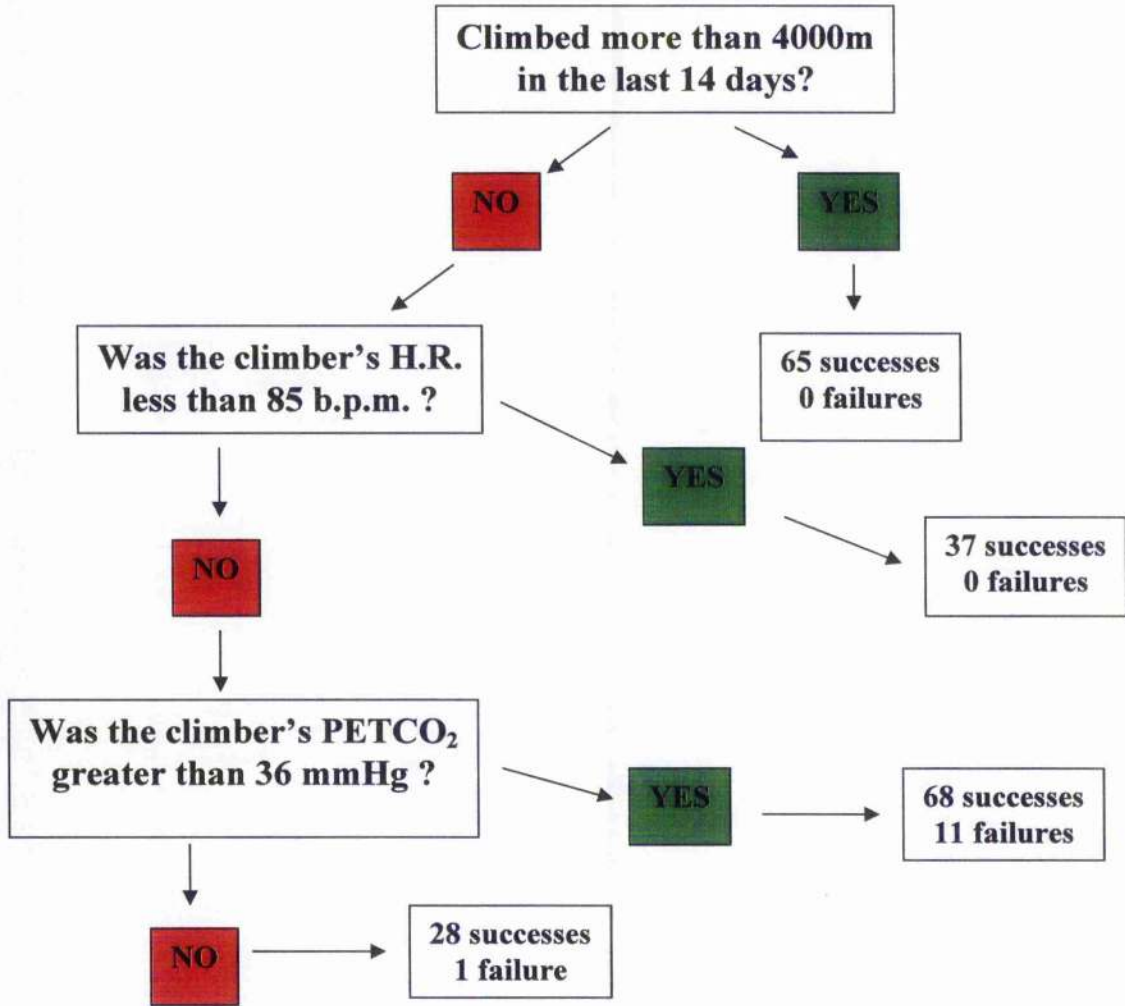 Climbed more than 4000m
in the last 14 days?
NO
YES
Was the climber's H.R.
less than 85 b.p.m. ?
65 successes
0 failures
YES
NO
37 successes
0 failures
Was the climber's PETCO₂
greater than 36 mmHg ?
YES
68 successes
11 failures
NO
28 successes
1 failure